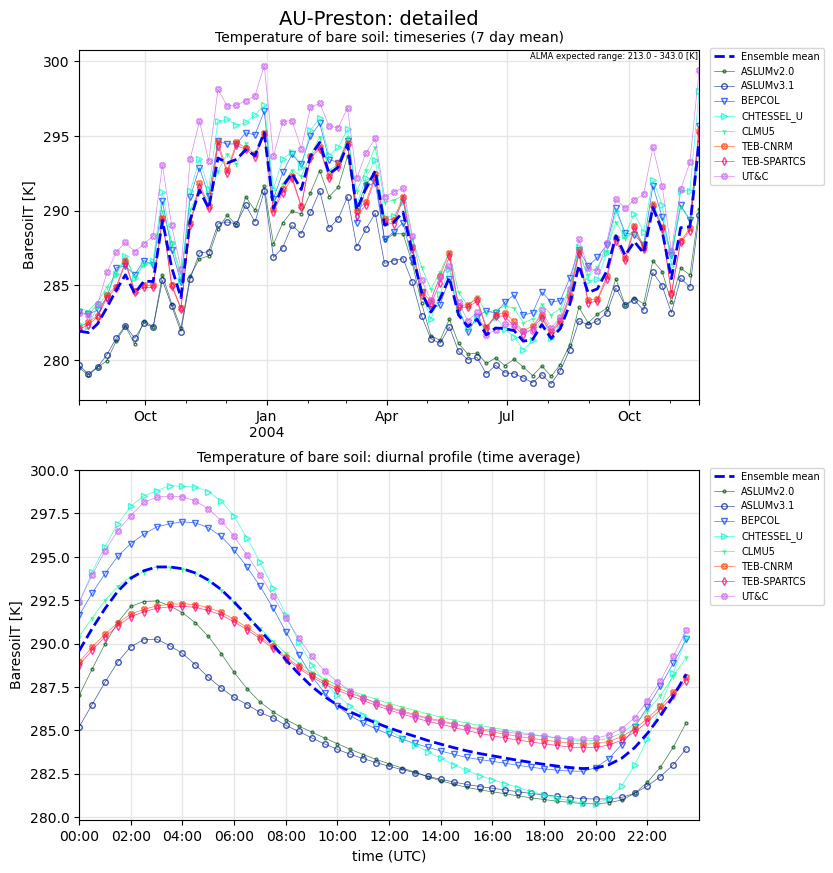 AU-Preston: detailed
Temperature of bare soil: timeseries (7 day mean)
ALMA expected range: 213.0 - 343.0 [K]
300
295
290
285
280
BaresoilT [K]
Oct
Jan
2004
Apr
Jul
Oct
Ensemble mean
ASLUMv2.0
ASLUMv3.1
BEPCOL
CHTESSEL_U
CLMU5
TEB-CNRM
TEB-SPARTCS
UT&C
Temperature of bare soil: diurnal profile (time average)
300.0
297.5
295.0
292.5
290.0
287.5
285.0
282.5
280.0
BaresoilT [K]
00:00
02:00
04:00
06:00
08:00
10:00
12:00
14:00
16:00
18:00
20:00
22:00
time (UTC)
Ensemble mean
ASLUMv2.0
ASLUMv3.1
BEPCOL
CHTESSEL_U
CLMU5
TEB-CNRM
TEB-SPARTCS
UT&C